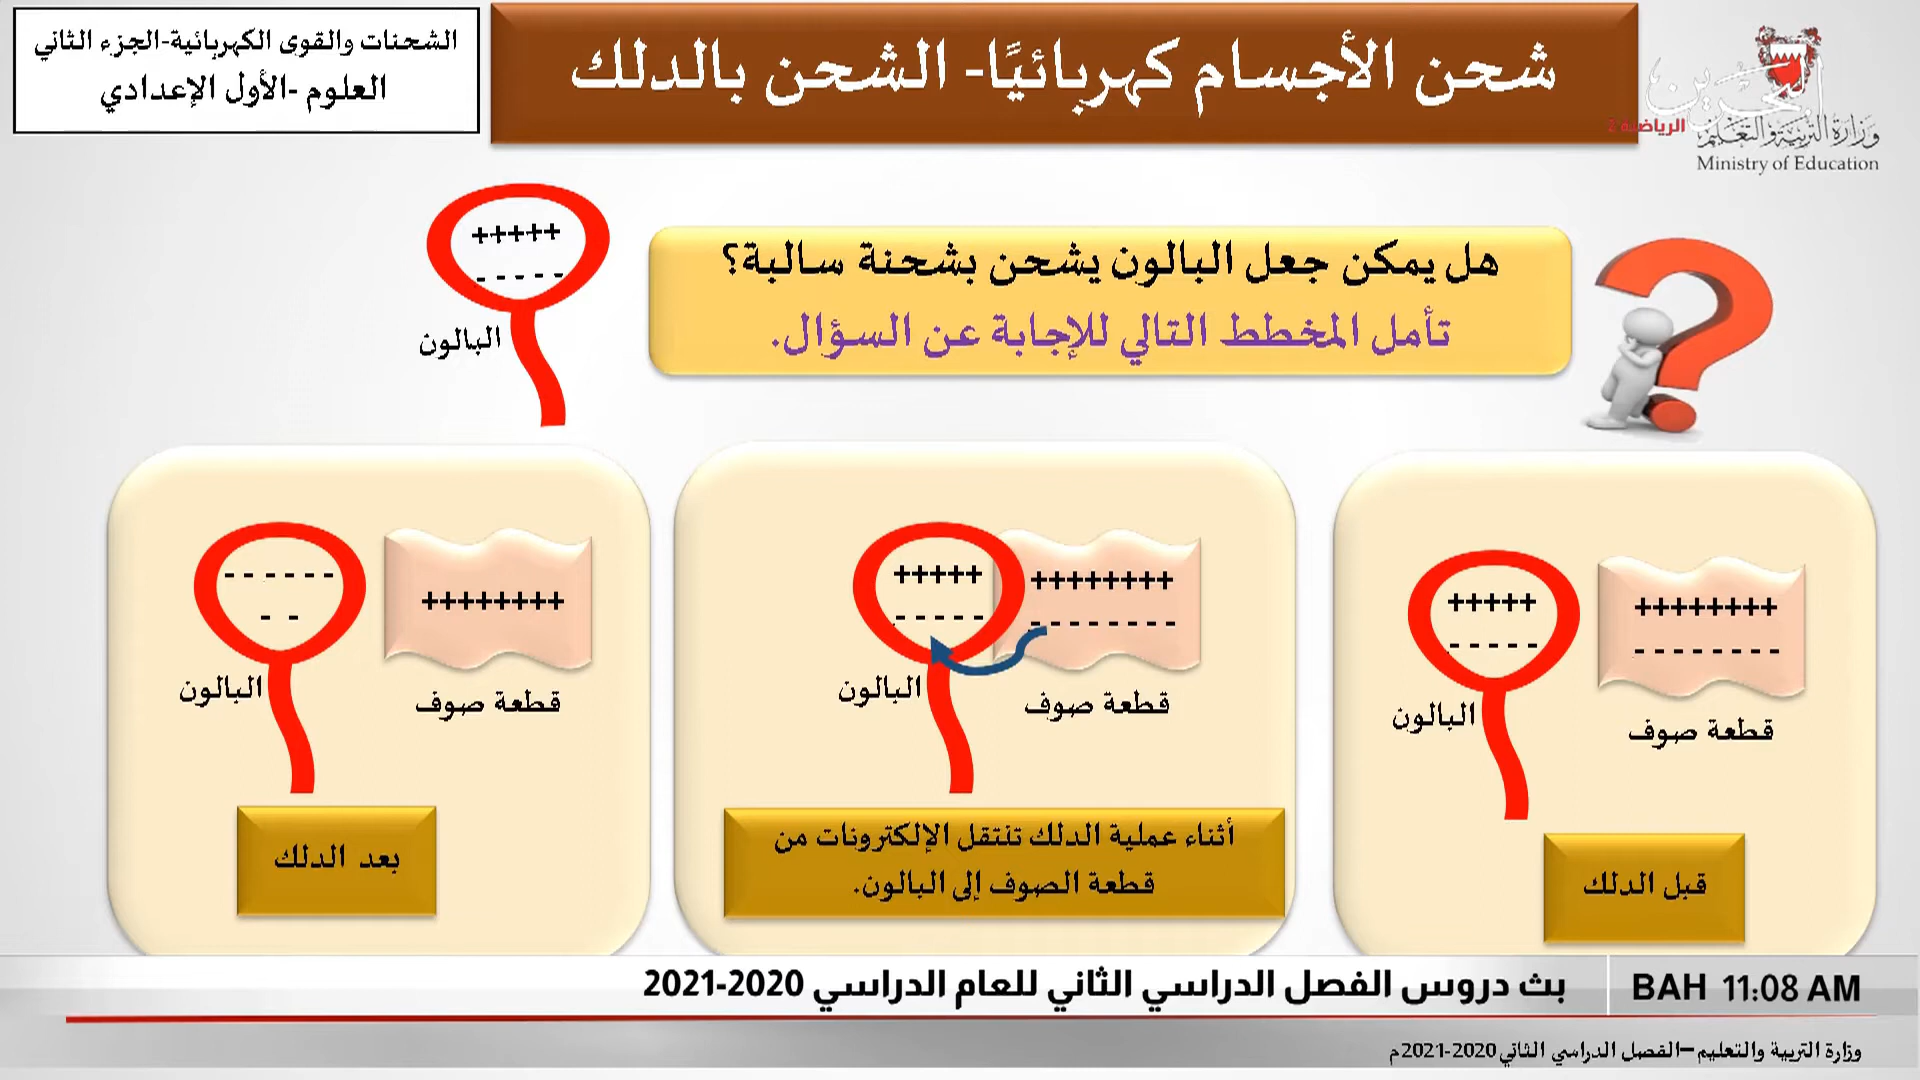 الشحنات والقوى الكهربائية-الجزء الثاني
العلوم -الأول الإعدادي
شحن الأجسام كهربائيًا- الشحن بالدلك
البحرين
الرياضية 2
وزارة التربية والتعليم
Ministry of Education
هل يمكن جعل البالون يشحن بشحنة سالبة؟
تأمل المخطط التالي للإجابة عن السؤال.
+++++
- - - - -
البالون
+++++
- - - - -
البالون
++++++++
- - - - - - - -
قطعة صوف
قبل الدلك
+++++
- - - - -
البالون
++++++++
- - - - - - - -
قطعة صوف
أثناء عملية الدلك تنتقل الإلكترونات من
قطعة الصوف إلى البالون.
- - - - - -
- -
البالون
++++++++
قطعة صوف
بعد الدلك
بث دروس الفصل الدراسي الثاني للعام الدراسي 2020-2021
BAH 11:08 AM
وزارة التربية والتعليم–الفصل الدراسي الثاني 2020-2021م